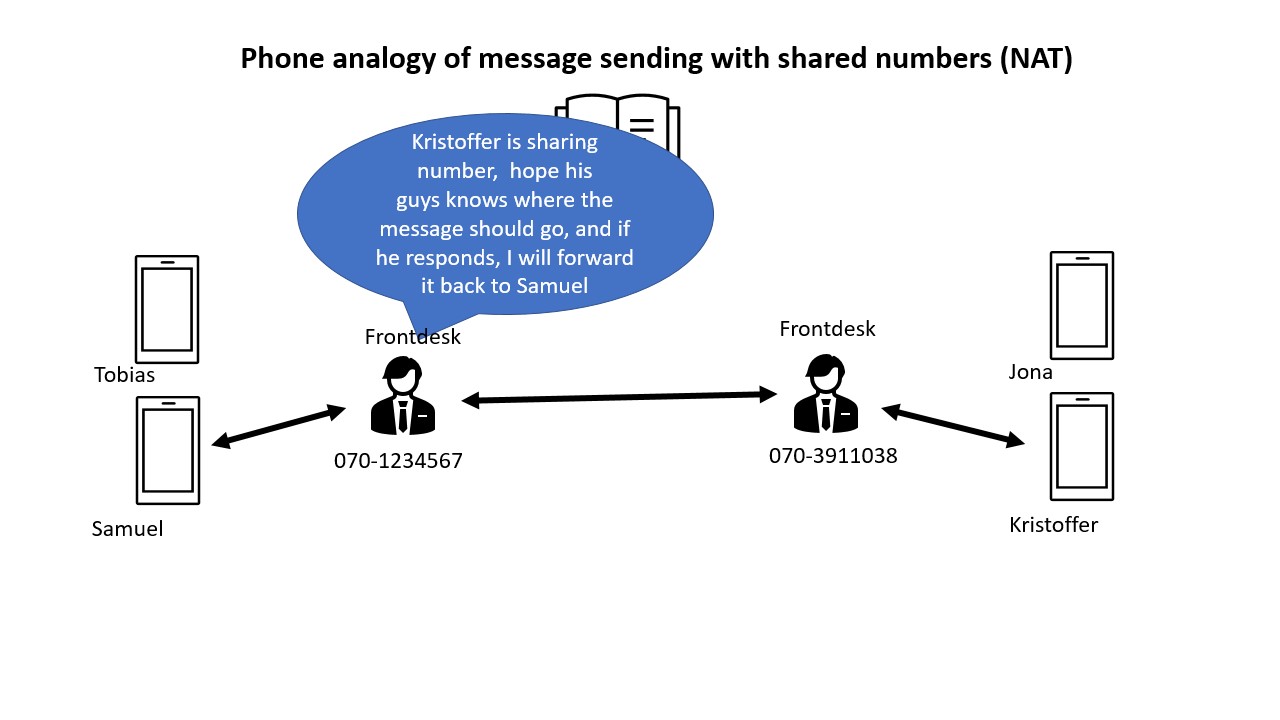 Phone analogy of message sending with shared numbers (NAT)
Kristoffer is sharing
number,  hope his
guys knows where the
message should go, and if
he responds, I will forward
it back to Samuel
Frontdesk
Frontdesk
Tobias
Jona
070-1234567
070-3911038
Samuel
Kristoffer